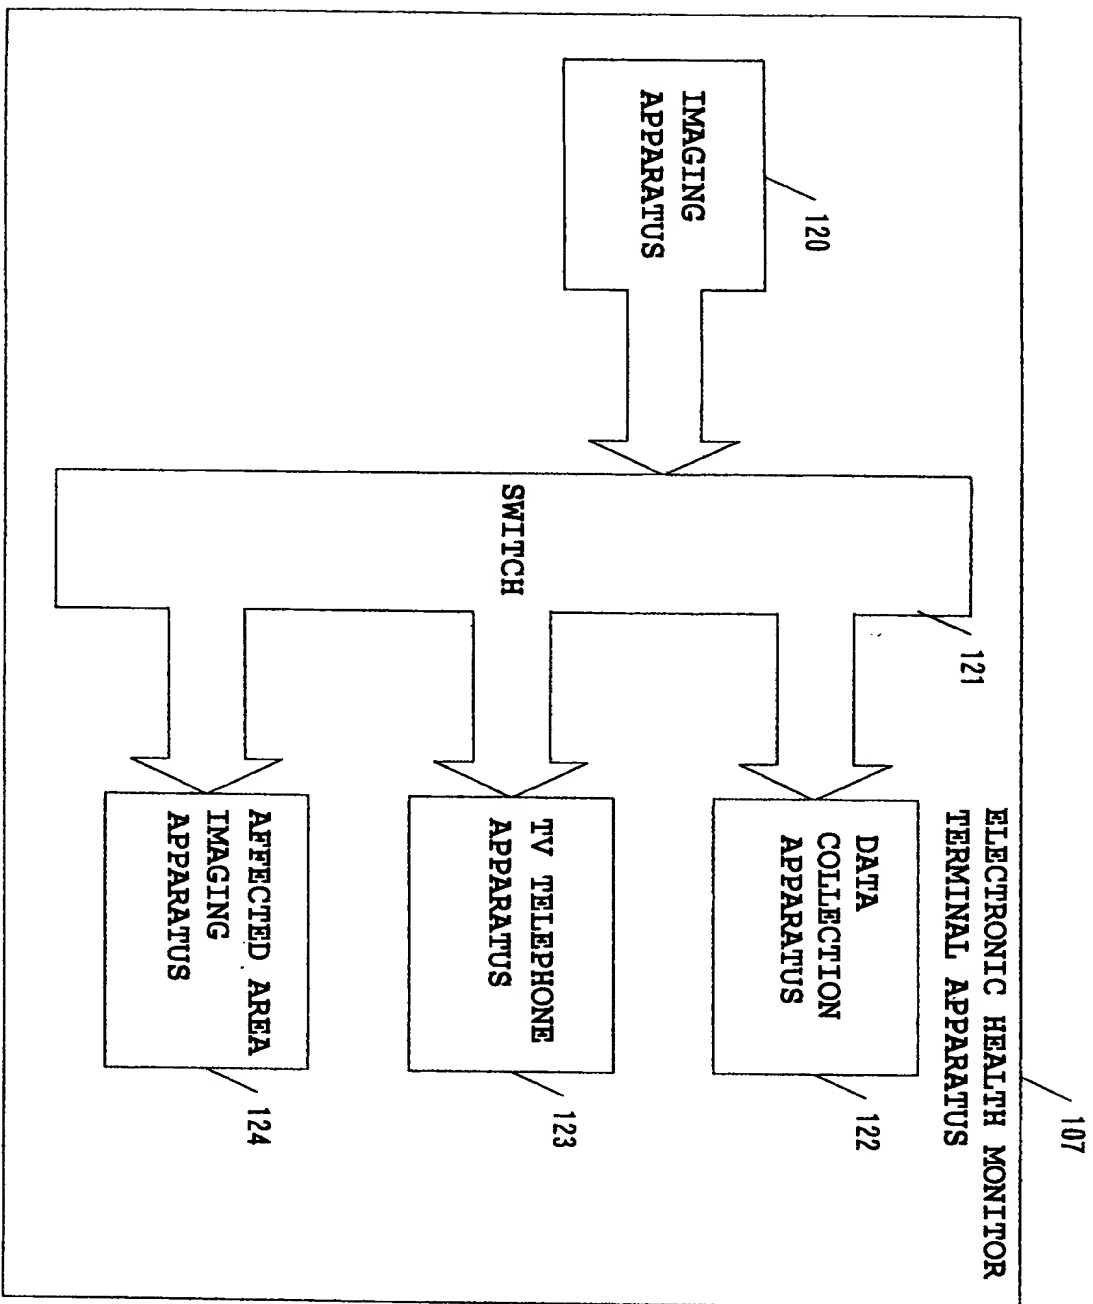 107
ELECTRONIC HEALTH MONITOR
TERMINAL APPARATUS
120
IMAGING
APPARATUS
121
SWITCH
DATA
COLLECTION
APPARATUS
122
TV TELEPHONE
APPARATUS
123
AFFECTED AREA
IMAGING
APPARATUS
124